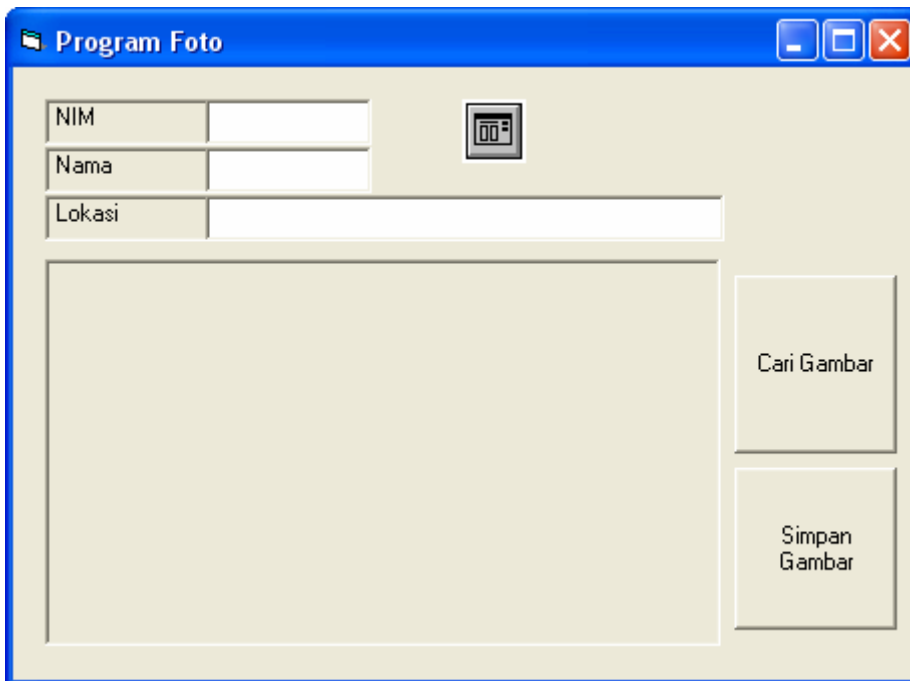 Program Foto
NIM
Nama
Lokasi
Cari Gambar
Simpan
Gambar